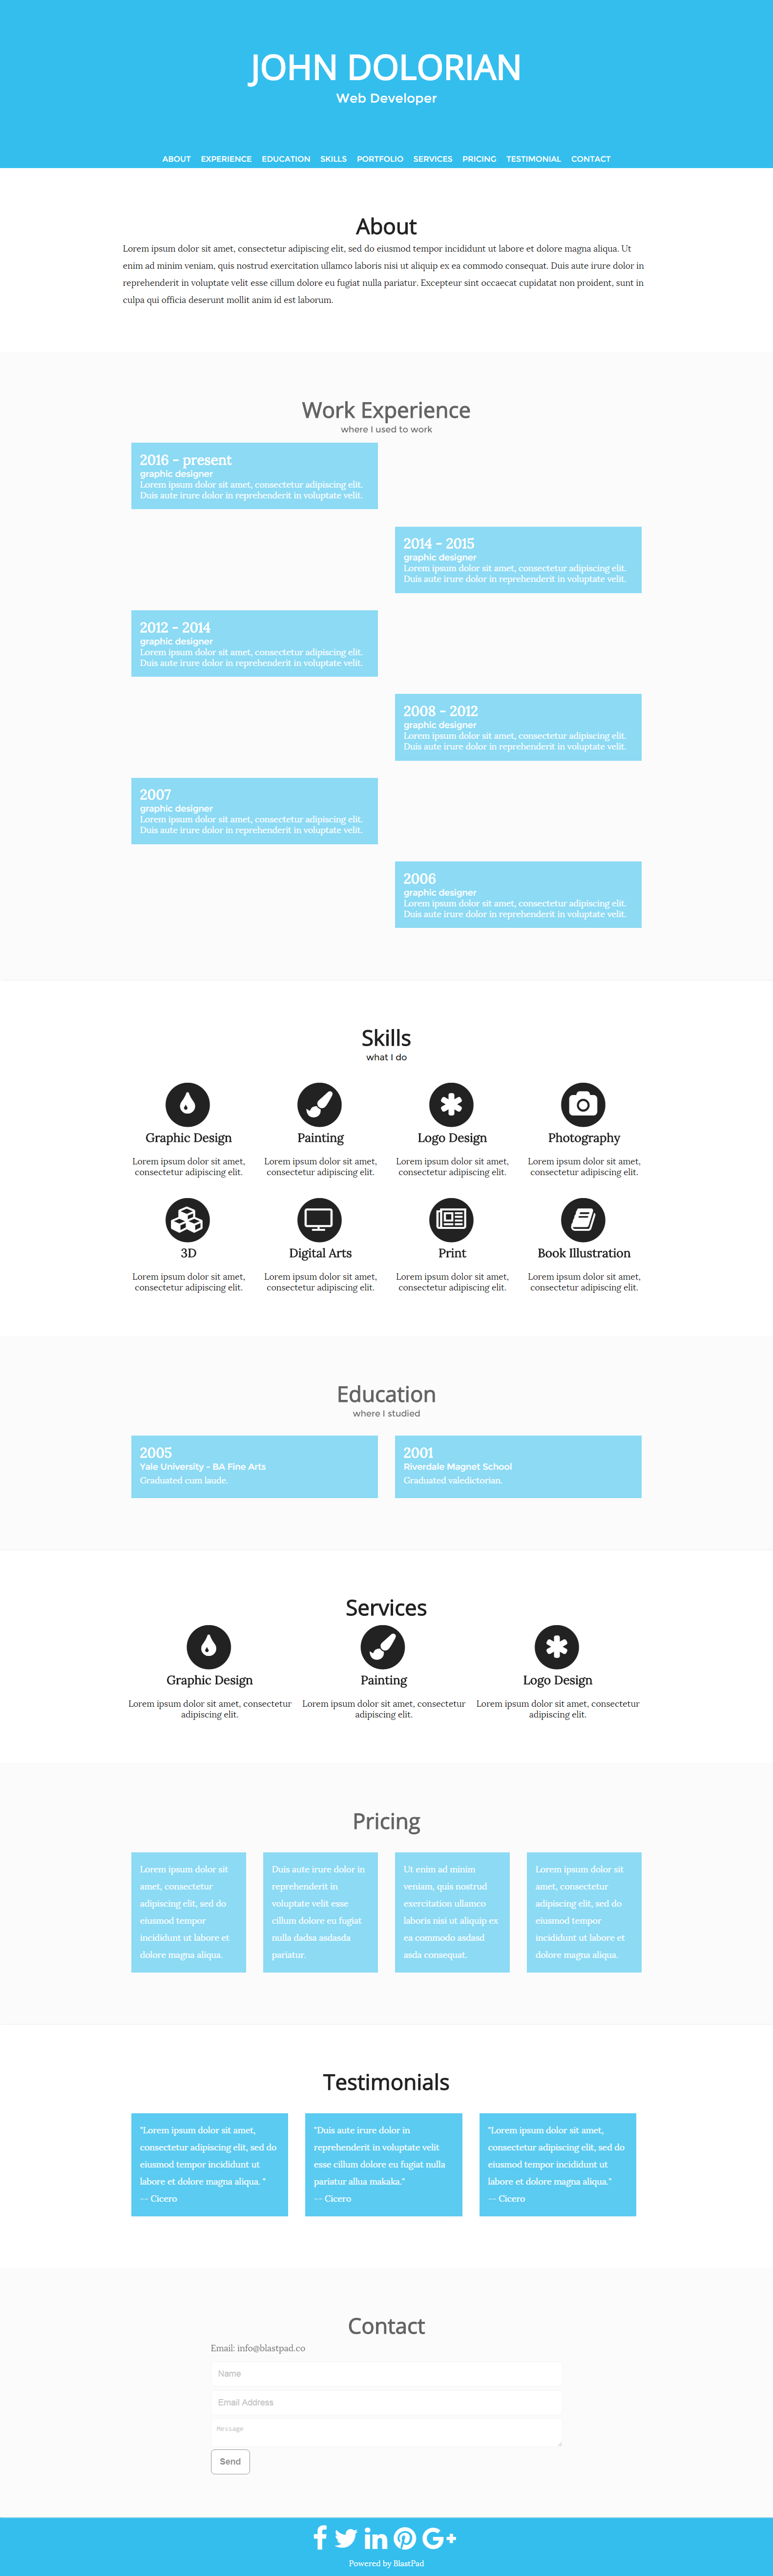 JOHN DOLORIAN
Web Developer
ABOUT EXPERIENCE EDUCATION SKILLS PORTFOLIO SERVICES PRICING TESTIMONIAL CONTACT
About
Lorem ipsum dolor sit amet, consectetur adipiscing elit, sed do eiusmod tempor incididunt ut labore et dolore magna aliqua. Ut
enim ad minim veniam, quis nostrud exercitation ullamco laboris nisi ut aliquip ex ea commodo consequat. Duis aute irure dolor in
reprehenderit in voluptate velit esse cillum dolore eu fugiat nulla pariatur. Excepteur sint occaecat cupidatat non proident, sunt in
culpa qui officia deserunt mollit anim id est laborum.
Work Experience
where I used to work
2016 - present
graphic designer
Lorem ipsum dolor sit amet, consectetur adipiscing elit.
Duis aute irure dolor in reprehenderit in voluptate velit.
2014 - 2015
graphic designer
Lorem ipsum dolor sit amet, consectetur adipiscing elit.
Duis aute irure dolor in reprehenderit in voluptate velit.
2012 - 2014
graphic designer
Lorem ipsum dolor sit amet, consectetur adipiscing elit.
Duis aute irure dolor in reprehenderit in voluptate velit.
2008 - 2012
graphic designer
Lorem ipsum dolor sit amet, consectetur adipiscing elit.
Duis aute irure dolor in reprehenderit in voluptate velit.
2007
graphic designer
Lorem ipsum dolor sit amet, consectetur adipiscing elit.
Duis aute irure dolor in reprehenderit in voluptate velit.
2006
graphic designer
Lorem ipsum dolor sit amet, consectetur adipiscing elit.
Duis aute irure dolor in reprehenderit in voluptate velit.
Skills
what I do
Graphic Design
Lorem ipsum dolor sit amet,
consectetur adipiscing elit.
Painting
Lorem ipsum dolor sit amet,
consectetur adipiscing elit.
Logo Design
Lorem ipsum dolor sit amet,
consectetur adipiscing elit.
Photography
Lorem ipsum dolor sit amet,
consectetur adipiscing elit.
3D
Lorem ipsum dolor sit amet,
consectetur adipiscing elit.
Digital Arts
Lorem ipsum dolor sit amet,
consectetur adipiscing elit.
Print
Lorem ipsum dolor sit amet,
consectetur adipiscing elit.
Book Illustration
Lorem ipsum dolor sit amet,
consectetur adipiscing elit.
Education
where I studied
2005
Yale University - BA Fine Arts
Graduated cum laude.
2001
Riverdale Magnet School
Graduated valedictorian.
Services
Graphic Design
Lorem ipsum dolor sit amet, consectetur
adipiscing elit.
Painting
Lorem ipsum dolor sit amet, consectetur
adipiscing elit.
Logo Design
Lorem ipsum dolor sit amet, consectetur
adipiscing elit.
Pricing
Lorem ipsum dolor sit
amet, consectetur
adipiscing elit, sed do
eiusmod tempor
incididunt ut labore et
dolore magna aliqua.
Duis aute irure dolor in
reprehenderit in
voluptate velit esse
cillum dolore eu fugiat
nulla dadsa asdasda
pariatur.
Ut enim ad minim
veniam, quis nostrud
exercitation ullamco
laboris nisi ut aliquip ex
ea commodo asdasd
asda consequat.
Lorem ipsum dolor sit
amet, consectetur
adipiscing elit, sed do
eiusmod tempor
incididunt ut labore et
dolore magna aliqua.
Testimonials
"Lorem ipsum dolor sit amet,
consectetur adipiscing elit, sed do
eiusmod tempor incididunt ut
labore et dolore magna aliqua. "
-- Cicero
"Duis aute irure dolor in
reprehenderit in voluptate velit
esse cillum dolore eu fugiat nulla
pariatur allua makaka."
-- Cicero
"Lorem ipsum dolor sit amet,
consectetur adipiscing elit, sed do
eiusmod tempor incididunt ut
labore et dolore magna aliqua."
-- Cicero
Contact
Email: info@blastpad.co
Name
Email Address
Message
Send
Powered by BlastPad